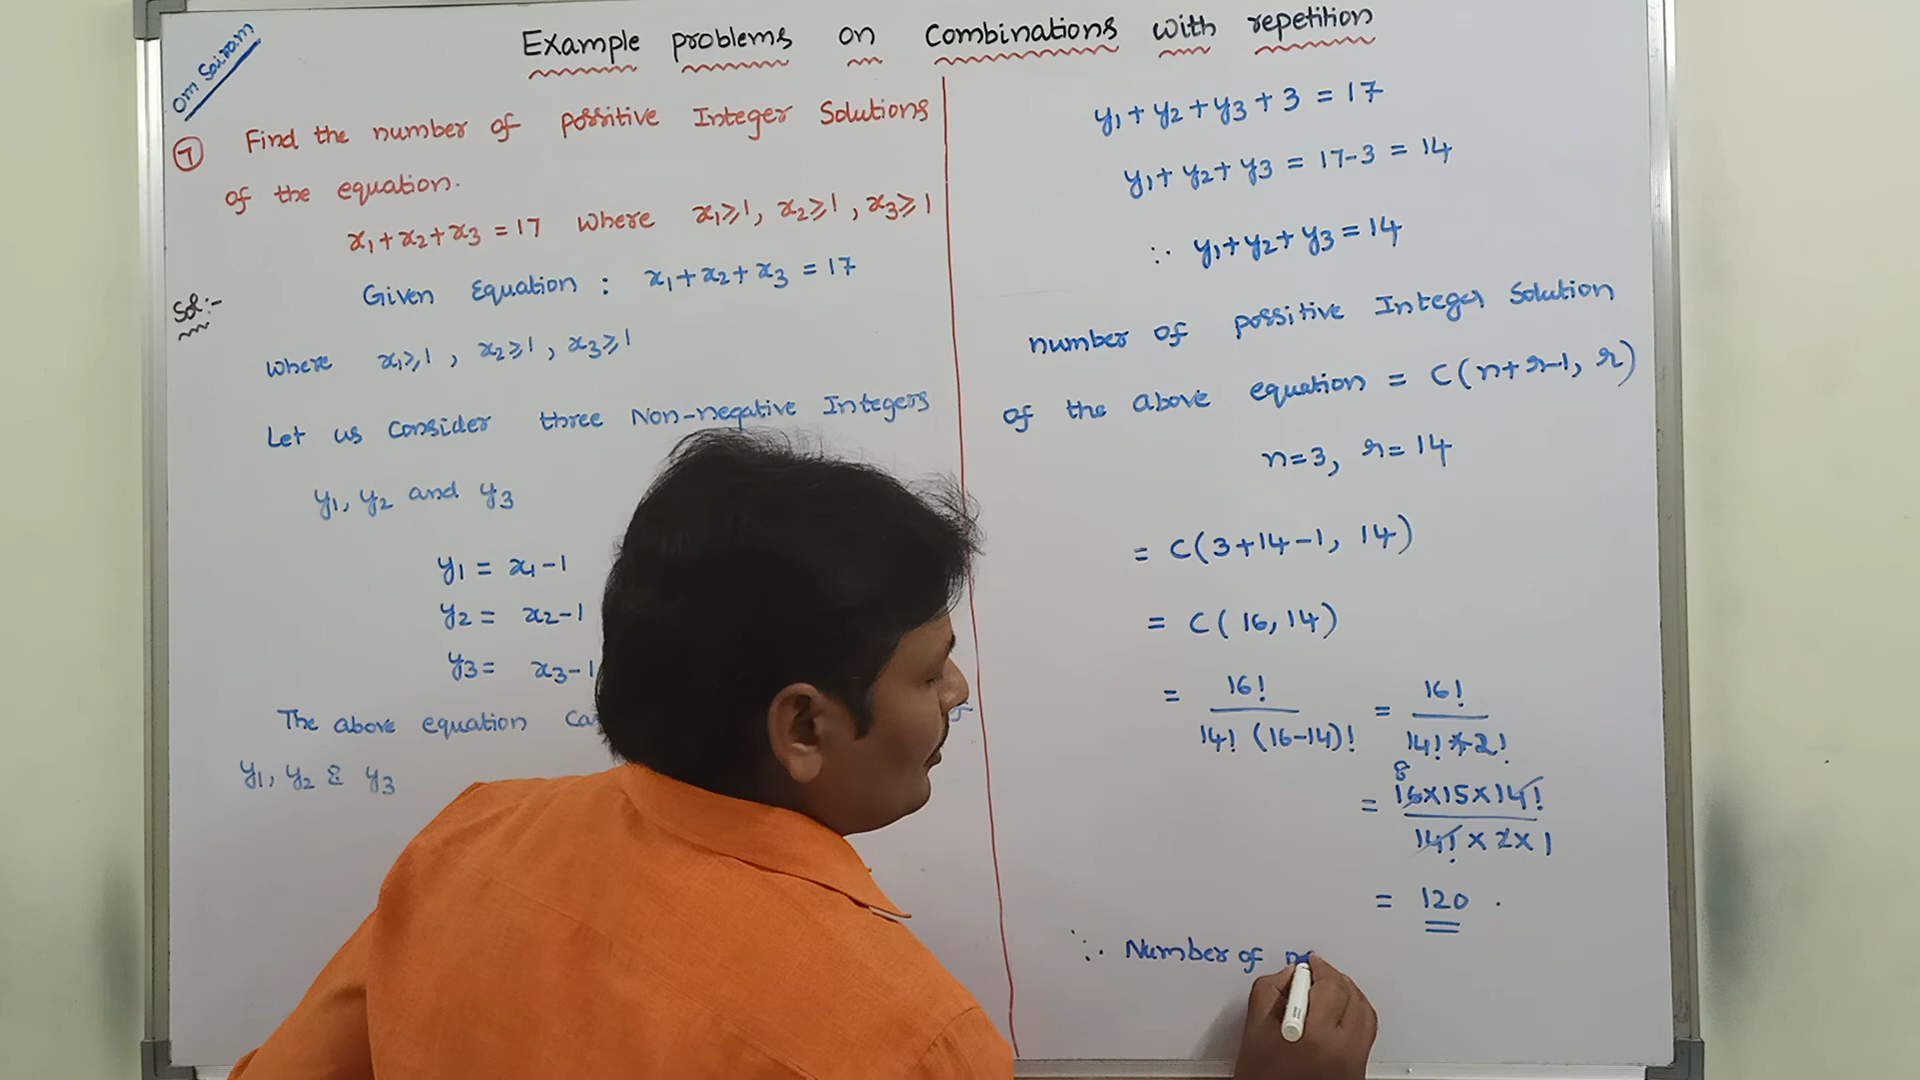 Om Sairam
Example problems on Combinations with repetition
7 Find the number of possitive Integer Solutions
of the equation.
x₁+x₂+x₃ = 17 where x₁≥1, x₂≥1, x₃≥1
Sol:- Given Equation : x₁+x₂+x₃ = 17
where x₁≥1, x₂≥1, x₃≥1
Let us consider three Non-negative Integers
y₁, y₂ and y₃
y₁ = x₁-1
y₂ = x₂-1
y₃ = x₃-1
The above equation
y₁, y₂ & y₃
y₁+y₂+y₃+3 = 17
y₁+y₂+y₃ = 17-3 = 14
∴ y₁+y₂+y₃ = 14
number of possitive Integer Solution
of the above equation = C(n+r-1, r)
n=3, r=14
= C(3+14-1, 14)
= C(16,14)
= 16! / 14! (16-14)! = 16! / 14! * 2!
8
= 16×15×14! / 14! × 2×1
= 120 .
∴ Number of